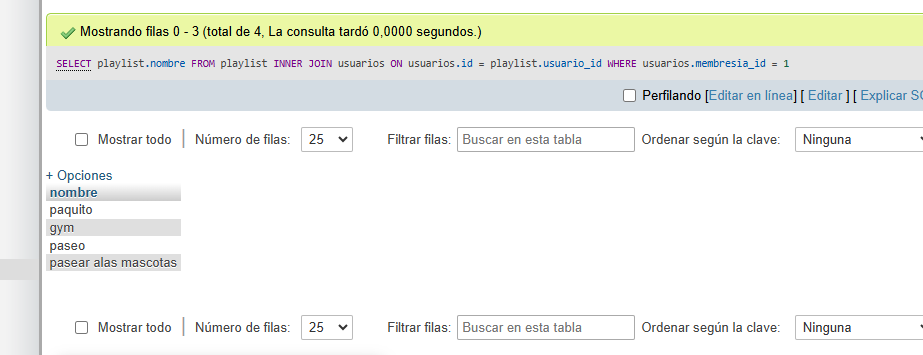 Mostrando filas 0 - 3 (total de 4, La consulta tardó 0,0000 segundos.)
SELECT playlist.nombre FROM playlist INNER JOIN usuarios ON usuarios.id = playlist.usuario_id WHERE usuarios.membresia_id = 1
Perfilando [Editar en línea] [ Editar ] [ Explicar SQ
Mostrar todo | Número de filas: 25 Filtrar filas: Buscar en esta tabla Ordenar según la clave: Ninguna
+ Opciones
nombre
paquito
gym
paseo
pasear alas mascotas
Mostrar todo | Número de filas: 25 Filtrar filas: Buscar en esta tabla Ordenar según la clave: Ninguna